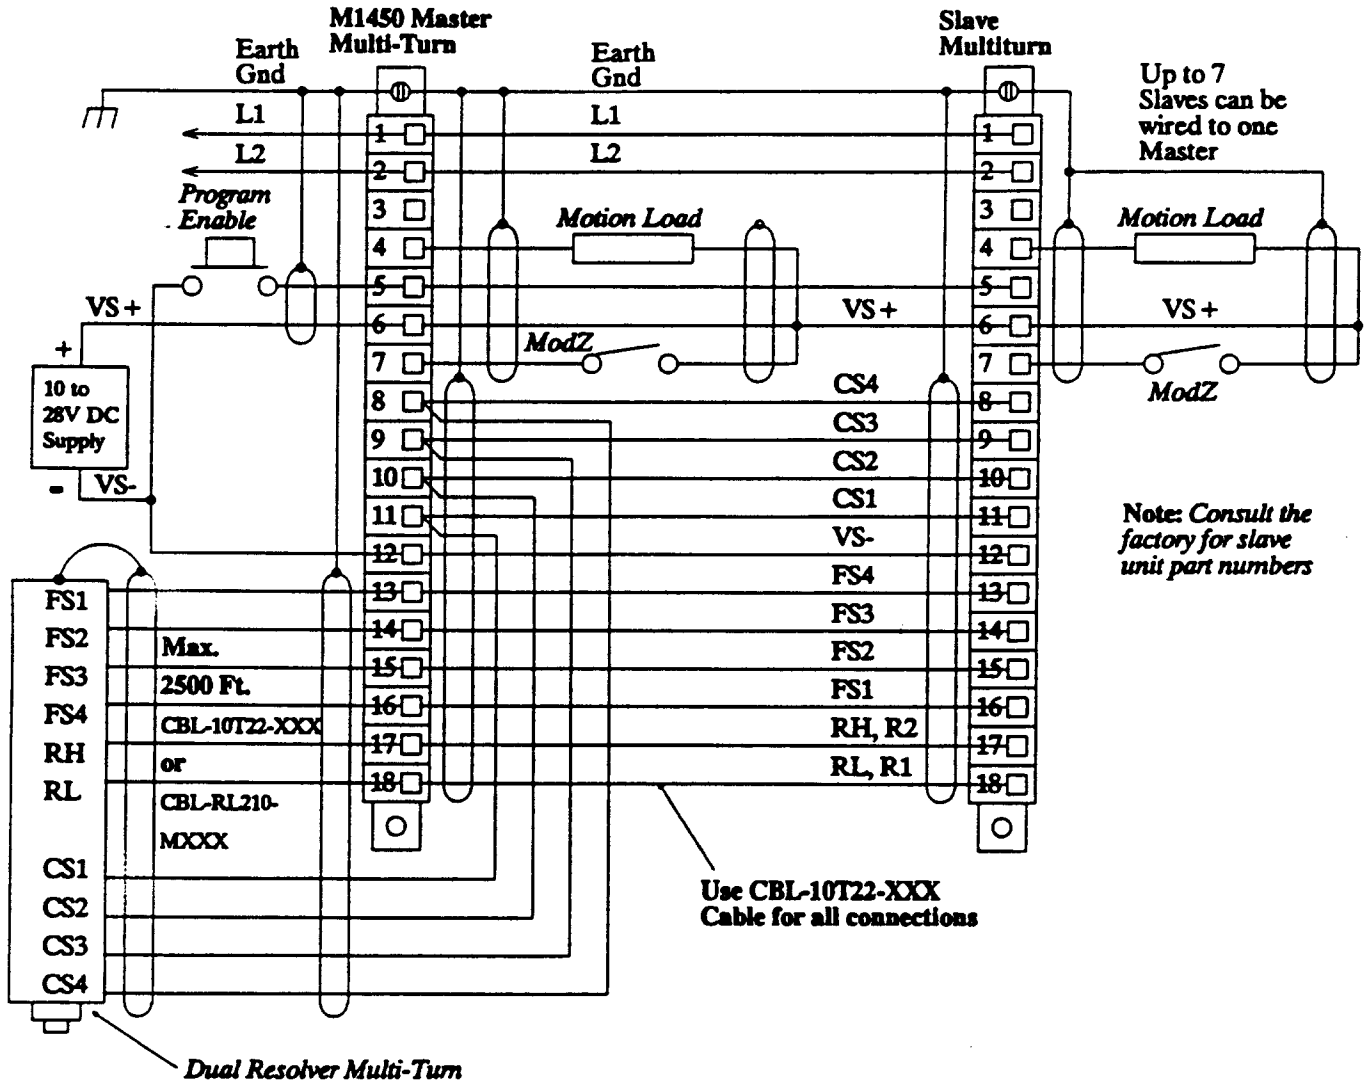 M1450 Master
Multi-Turn
Slave
Multiturn
Earth
Gnd
Earth
Gnd
Up to 7
Slaves can be
wired to one
Master
L1
L1
L2
L2
Program
Enable
Motion Load
Motion Load
VS +
VS +
VS +
ModZ
ModZ
+
10 to
28V DC
Supply
-
VS-
1
2
3
4
5
6
7
8
9
10
11
12
13
14
15
16
17
18
CS4
CS3
CS2
CS1
VS-
FS4
FS3
FS2
FS1
RH, R2
RL, R1
1
2
3
4
5
6
7
8
9
10
11
12
13
14
15
16
17
18
Note: Consult the
factory for slave
unit part numbers
FS1
FS2
FS3
FS4
RH
RL
CS1
CS2
CS3
CS4
Max.
2500 Ft.
CBL-10T22-XXX
or
CBL-RL210-
MXXX
Use CBL-10T22-XXX
Cable for all connections
Dual Resolver Multi-Turn